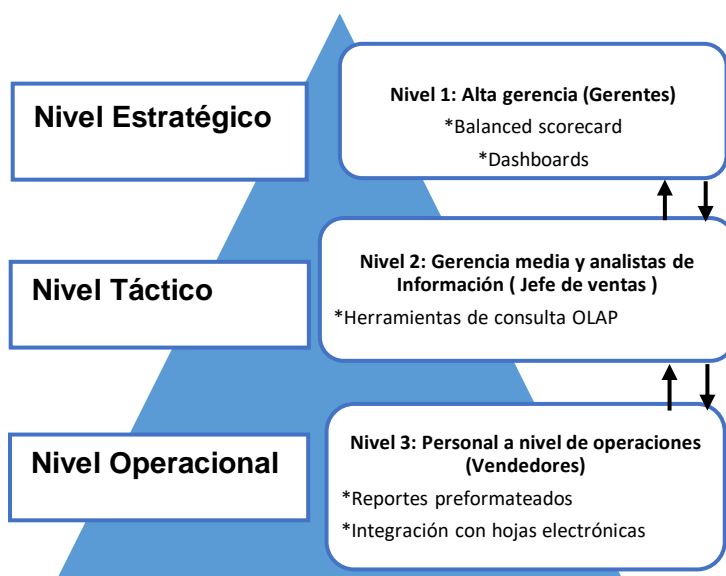 Nivel Estratégico
Nivel 1: Alta gerencia (Gerentes)
*Balanced scorecard
*Dashboards
Nivel Táctico
Nivel 2: Gerencia media y analistas de
Información ( Jefe de ventas )
*Herramientas de consulta OLAP
Nivel Operacional
Nivel 3: Personal a nivel de operaciones
(Vendedores)
*Reportes preformateados
*Integración con hojas electrónicas